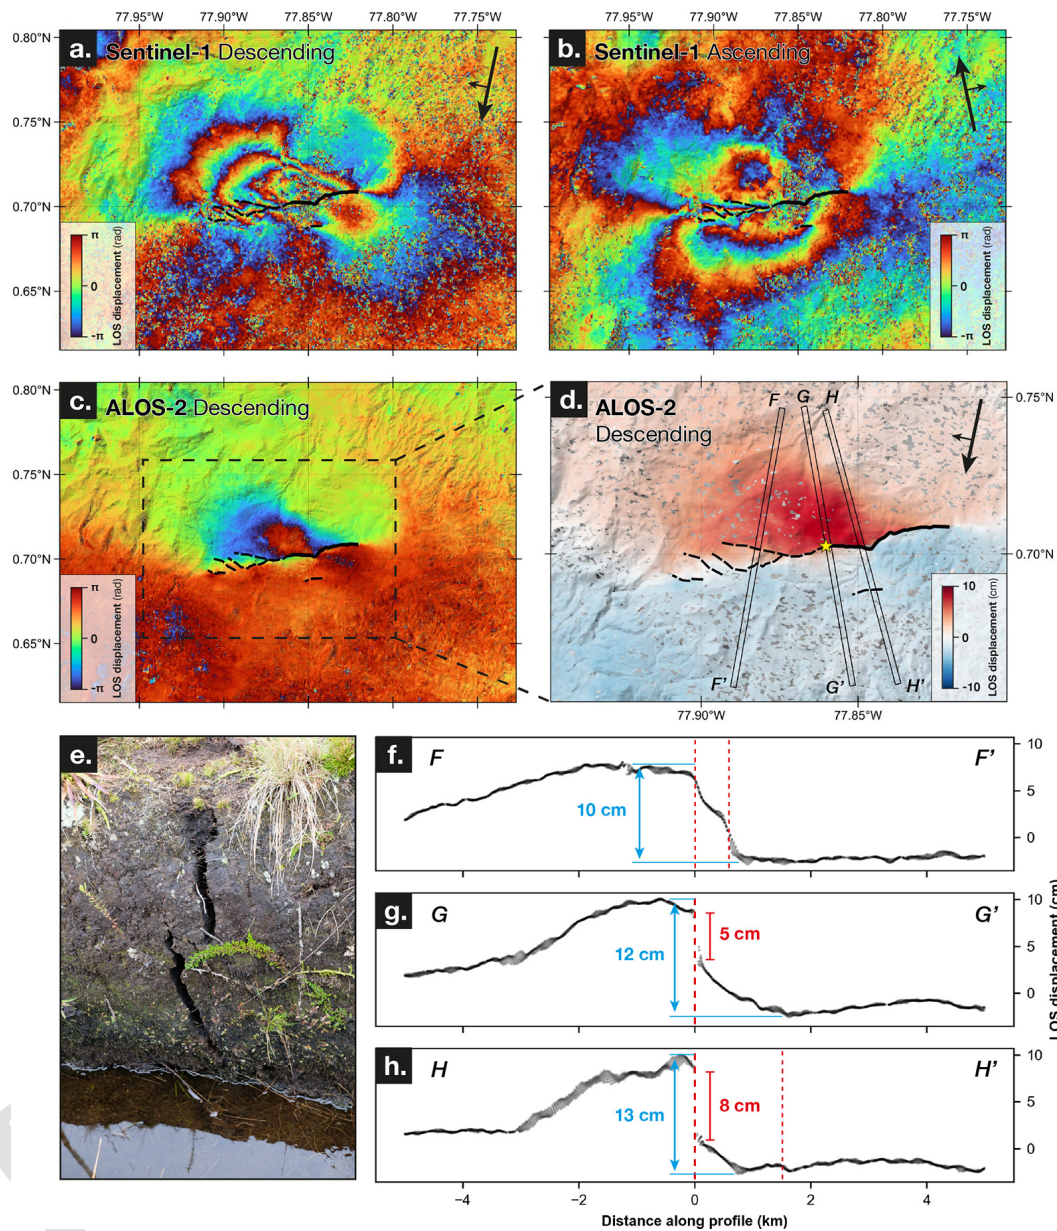 77.95°W 77.90°W 77.85°W 77.80°W 77.75°W
77.95°W 77.90°W 77.85°W 77.80°W 77.75°W
a. Sentinel-1 Descending
0.80°N
0.75°N
0.70°N
0.65°N
π
0
-π
LOS displacement (rad)
b. Sentinel-1 Ascending
π
0
-π
LOS displacement (rad)
c. ALOS-2 Descending
0.80°N
0.75°N
0.70°N
0.65°N
π
0
-π
LOS displacement (rad)
d. ALOS-2
Descending
F G H
F' G' H'
0.75°N
0.70°N
10
0
-10
LOS displacement (cm)
77.90°W 77.85°W
e.
f. F F'
10 cm
10
5
0
g. G G'
12 cm
5 cm
10
5
0
−4 −2 0 2 4
h. H H'
13 cm
8 cm
10
5
0
LOS displacement (cm)
−4 −2 0 2 4
Distance along profile (km)